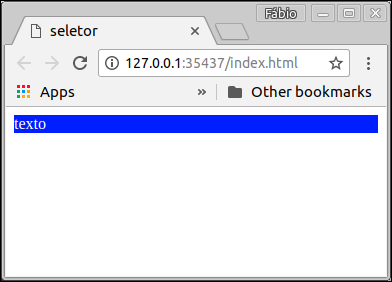 Fábio
seletor
127.0.0.1:35437/index.html
Apps » Other bookmarks
texto